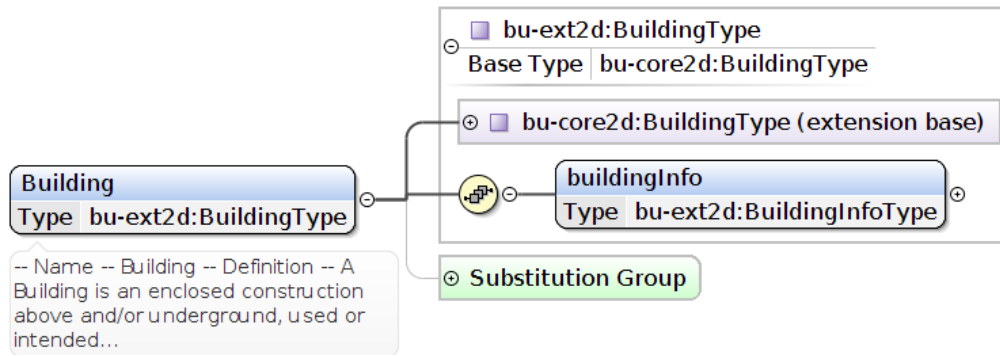 bu-ext2d:BuildingType
Base Type bu-core2d:BuildingType
bu-core2d:BuildingType (extension base)
Building
Type bu-ext2d:BuildingType
buildingInfo
Type bu-ext2d:BuildingInfoType
-- Name -- Building -- Definition -- A
Building is an enclosed construction
above and/or underground, used or
intended...
Substitution Group